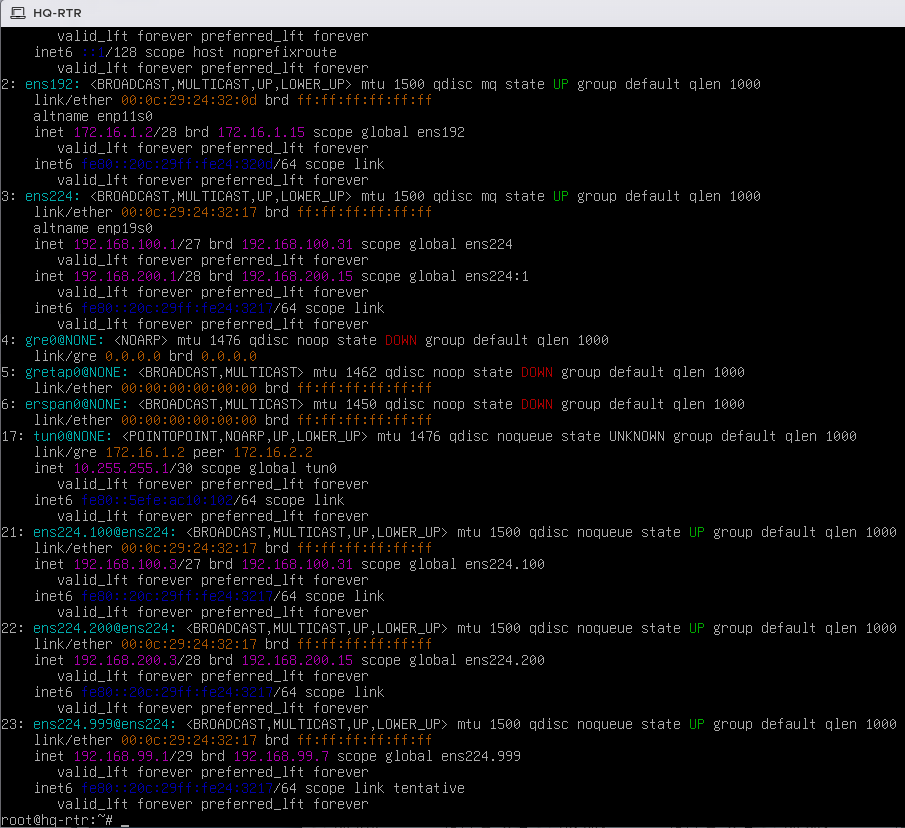 HQ-RTR
valid_lft forever preferred_lft forever
inet6 ::1/128 scope host noprefixroute
valid_lft forever preferred_lft forever
2: ens192: <BROADCAST,MULTICAST,UP,LOWER_UP> mtu 1500 qdisc mq state UP group default qlen 1000
link/ether 00:0c:29:24:32:0d brd ff:ff:ff:ff:ff:ff
altname enp11s0
inet 172.16.1.2/28 brd 172.16.1.15 scope global ens192
valid_lft forever preferred_lft forever
inet6 fe80::20c:29ff:fe24:320d/64 scope link
valid_lft forever preferred_lft forever
3: ens224: <BROADCAST,MULTICAST,UP,LOWER_UP> mtu 1500 qdisc mq state UP group default qlen 1000
link/ether 00:0c:29:24:32:17 brd ff:ff:ff:ff:ff:ff
altname enp19s0
inet 192.168.100.1/27 brd 192.168.100.31 scope global ens224
valid_lft forever preferred_lft forever
inet 192.168.200.1/28 brd 192.168.200.15 scope global ens224:1
valid_lft forever preferred_lft forever
inet6 fe80::20c:29ff:fe24:3217/64 scope link
valid_lft forever preferred_lft forever
4: gre0@NONE: <NOARP> mtu 1476 qdisc noop state DOWN group default qlen 1000
link/gre 0.0.0.0 brd 0.0.0.0
5: gretap0@NONE: <BROADCAST,MULTICAST> mtu 1462 qdisc noop state DOWN group default qlen 1000
link/ether 00:00:00:00:00:00 brd ff:ff:ff:ff:ff:ff
6: erspan0@NONE: <BROADCAST,MULTICAST> mtu 1450 qdisc noop state DOWN group default qlen 1000
link/ether 00:00:00:00:00:00 brd ff:ff:ff:ff:ff:ff
17: tun0@NONE: <POINTOPOINT,NOARP,UP,LOWER_UP> mtu 1476 qdisc noqueue state UNKNOWN group default qlen 1000
link/gre 172.16.1.2 peer 172.16.2.2
inet 10.255.255.1/30 scope global tun0
valid_lft forever preferred_lft forever
inet6 fe80::5efe:ac10:102/64 scope link
valid_lft forever preferred_lft forever
21: ens224.100@ens224: <BROADCAST,MULTICAST,UP,LOWER_UP> mtu 1500 qdisc noqueue state UP group default qlen 1000
link/ether 00:0c:29:24:32:17 brd ff:ff:ff:ff:ff:ff
inet 192.168.100.3/27 brd 192.168.100.31 scope global ens224.100
valid_lft forever preferred_lft forever
inet6 fe80::20c:29ff:fe24:3217/64 scope link
valid_lft forever preferred_lft forever
22: ens224.200@ens224: <BROADCAST,MULTICAST,UP,LOWER_UP> mtu 1500 qdisc noqueue state UP group default qlen 1000
link/ether 00:0c:29:24:32:17 brd ff:ff:ff:ff:ff:ff
inet 192.168.200.3/28 brd 192.168.200.15 scope global ens224.200
valid_lft forever preferred_lft forever
inet6 fe80::20c:29ff:fe24:3217/64 scope link
valid_lft forever preferred_lft forever
23: ens224.999@ens224: <BROADCAST,MULTICAST,UP,LOWER_UP> mtu 1500 qdisc noqueue state UP group default qlen 1000
link/ether 00:0c:29:24:32:17 brd ff:ff:ff:ff:ff:ff
inet 192.168.99.1/29 brd 192.168.99.7 scope global ens224.999
valid_lft forever preferred_lft forever
inet6 fe80::20c:29ff:fe24:3217/64 scope link tentative
valid_lft forever preferred_lft forever
root@hq-rtr:~# _